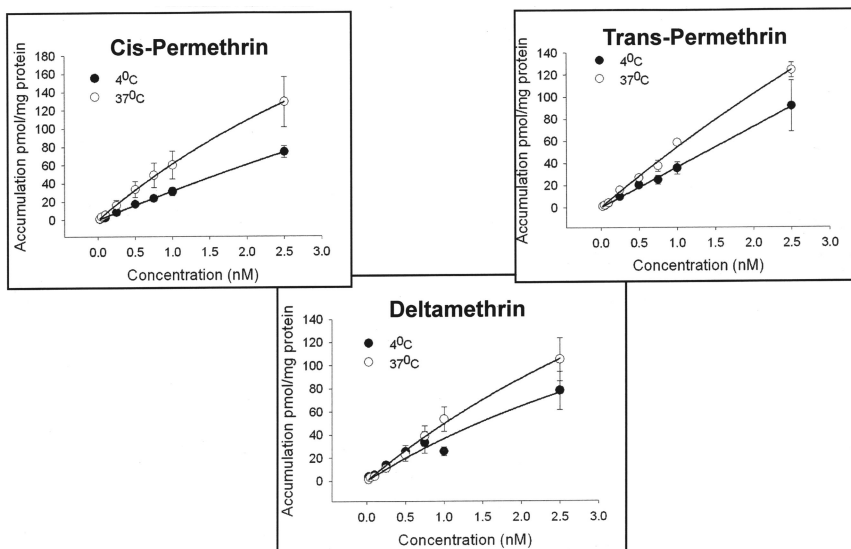 Cis-Permethrin
4⁰C
37⁰C
Accumulation pmol/mg protein
180
160
140
120
100
80
60
40
20
0
0.0 0.5 1.0 1.5 2.0 2.5 3.0
Concentration (nM)
Trans-Permethrin
4⁰C
37⁰C
Accumulation pmol/mg protein
140
120
100
80
60
40
20
0
0.0 0.5 1.0 1.5 2.0 2.5 3.0
Concentration (nM)
Deltamethrin
4⁰C
37⁰C
Accumulation pmol/mg protein
140
120
100
80
60
40
20
0
0.0 0.5 1.0 1.5 2.0 2.5 3.0
Concentration (nM)